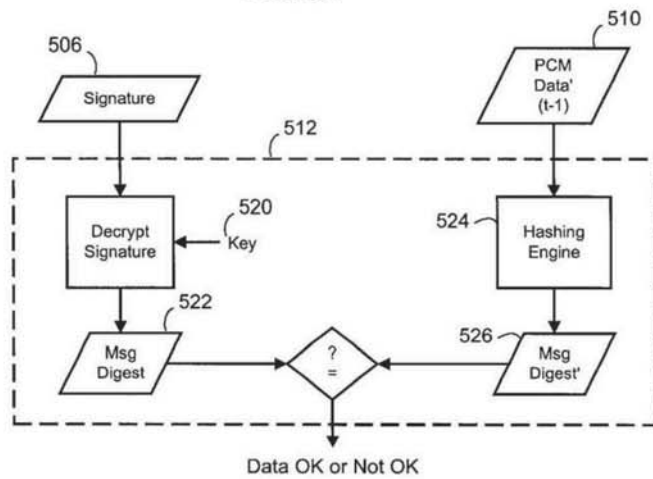 506
Signature
510
PCM
Data'
(t-1)
512
Decrypt
Signature
520
Key
524
Hashing
Engine
522
Msg
Digest
?
=
526
Msg
Digest'
Data OK or Not OK